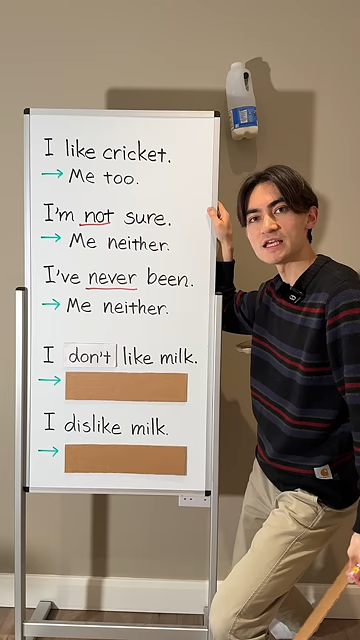 I like cricket.
→ Me too.
I'm not sure.
→ Me neither.
I've never been.
→ Me neither.
I don't like milk.
→
I dislike milk.
→